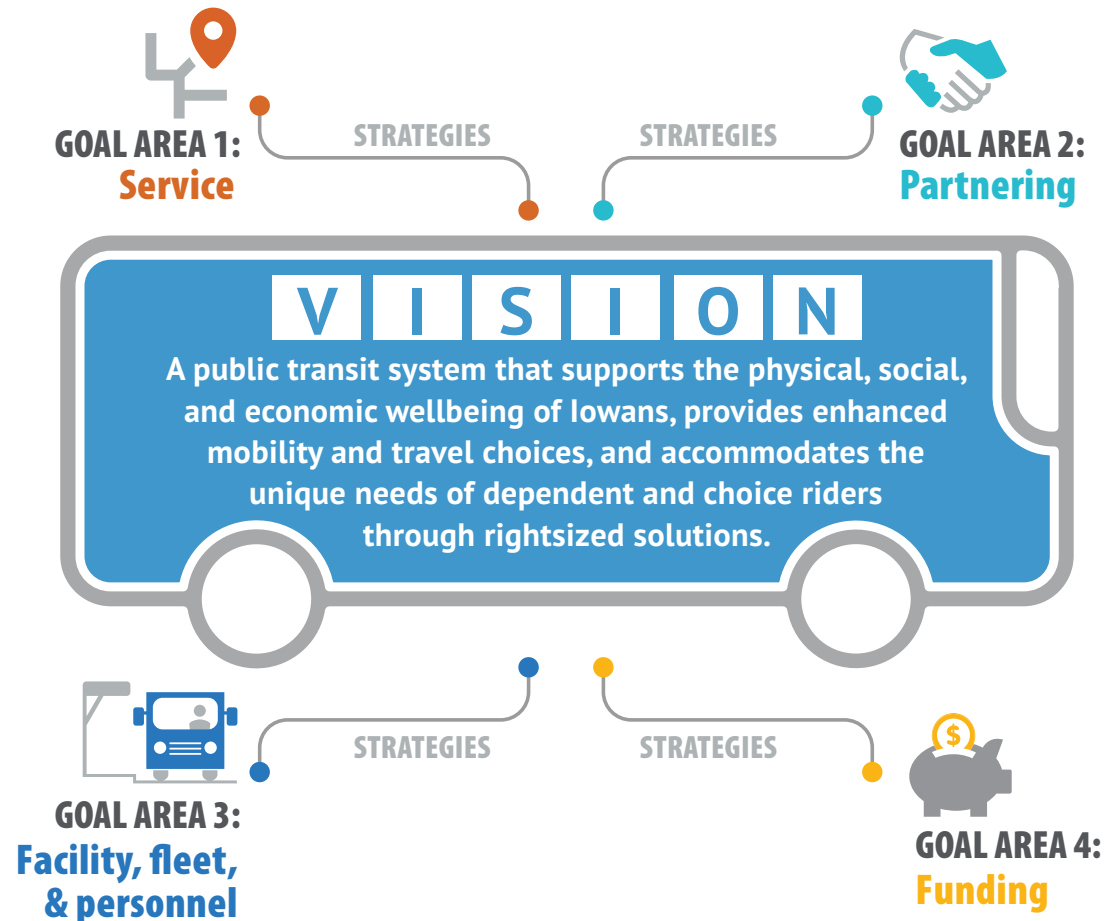 GOAL AREA 1:
Service
STRATEGIES
STRATEGIES
GOAL AREA 2:
Partnering
VISION
A public transit system that supports the physical, social,
and economic wellbeing of Iowans, provides enhanced
mobility and travel choices, and accommodates the
unique needs of dependent and choice riders
through rightsized solutions.
GOAL AREA 3:
Facility, fleet,
& personnel
STRATEGIES
STRATEGIES
$
GOAL AREA 4:
Funding